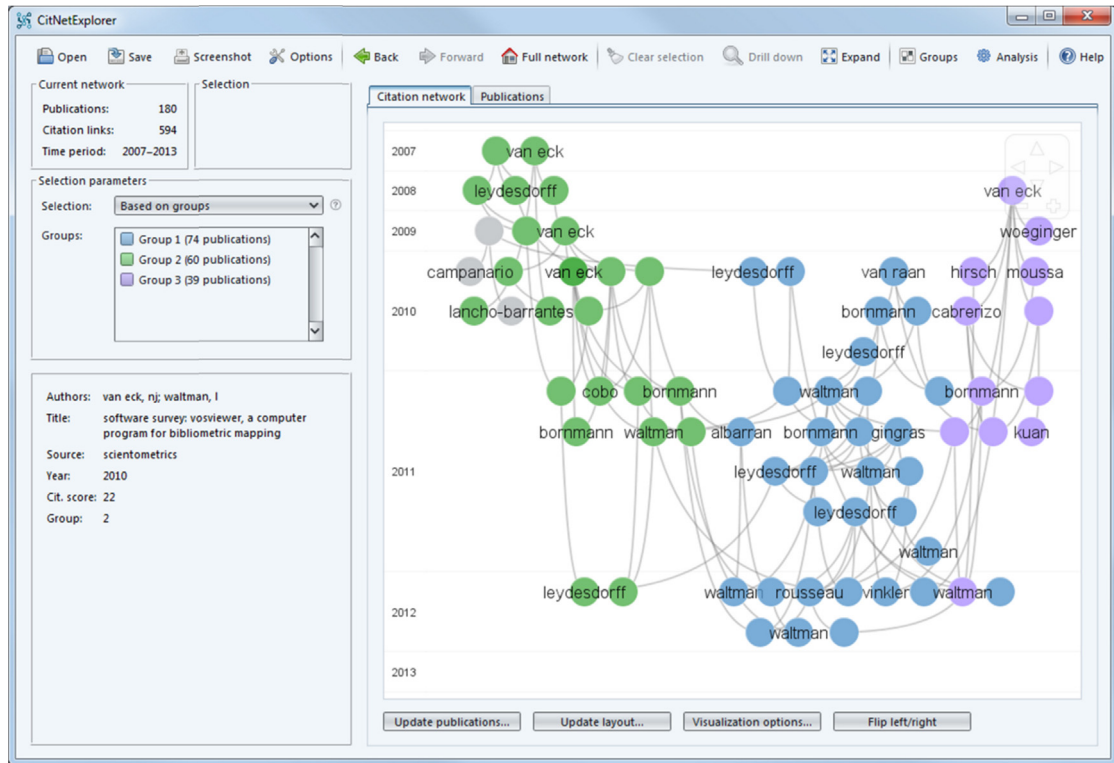 CitNetExplorer
Open Save Screenshot Options Back Forward Full network Clear selection Drill down Expand Groups Analysis Help
Current network
Publications: 180
Citation links: 594
Time period: 2007–2013
Selection
Selection parameters
Selection: Based on groups
Groups:
Group 1 (74 publications)
Group 2 (60 publications)
Group 3 (39 publications)
Authors: van eck, nj; waltman, l
Title: software survey: vosviewer, a computer
program for bibliometric mapping
Source: scientometrics
Year: 2010
Cit. score: 22
Group: 2
Citation network Publications
2007 van eck
2008 leydesdorff van eck
2009 van eck woeginger
campanario van eck leydesdorff van raan hirsch moussa
2010 lancho-barrantes bornmann cabrerizo
leydesdorff
cobo bornmann waltman bornmann
bornmann waltman albarran bornmann gingras kuan
2011 leydesdorff waltman
leydesdorff
waltman
leydesdorff waltman rousseau vinkler waltman
2012
waltman
2013
Update publications... Update layout... Visualization options... Flip left/right